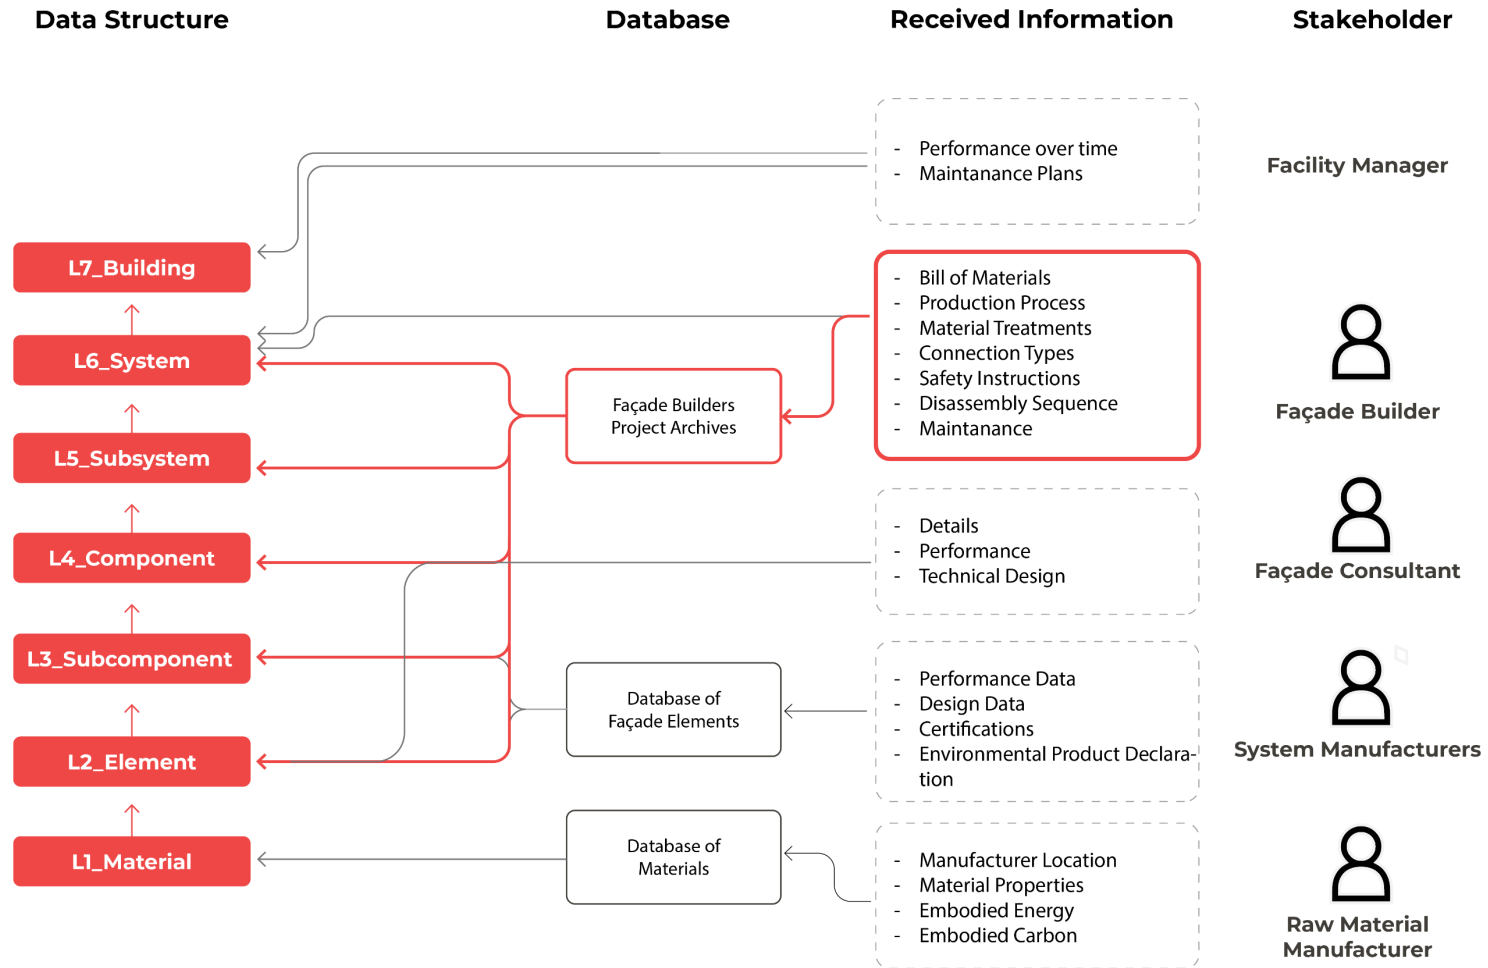 Data Structure
Database
Received Information
Stakeholder
- Performance over time
- Maintanance Plans
Facility Manager
L7_Building
L6_System
L5_Subsystem
L4_Component
L3_Subcomponent
L2_Element
L1_Material
Façade Builders
Project Archives
- Bill of Materials
- Production Process
- Material Treatments
- Connection Types
- Safety Instructions
- Disassembly Sequence
- Maintanance
Façade Builder
- Details
- Performance
- Technical Design
Façade Consultant
Database of
Façade Elements
- Performance Data
- Design Data
- Certifications
- Environmental Product Declara-
tion
System Manufacturers
Database of
Materials
- Manufacturer Location
- Material Properties
- Embodied Energy
- Embodied Carbon
Raw Material
Manufacturer